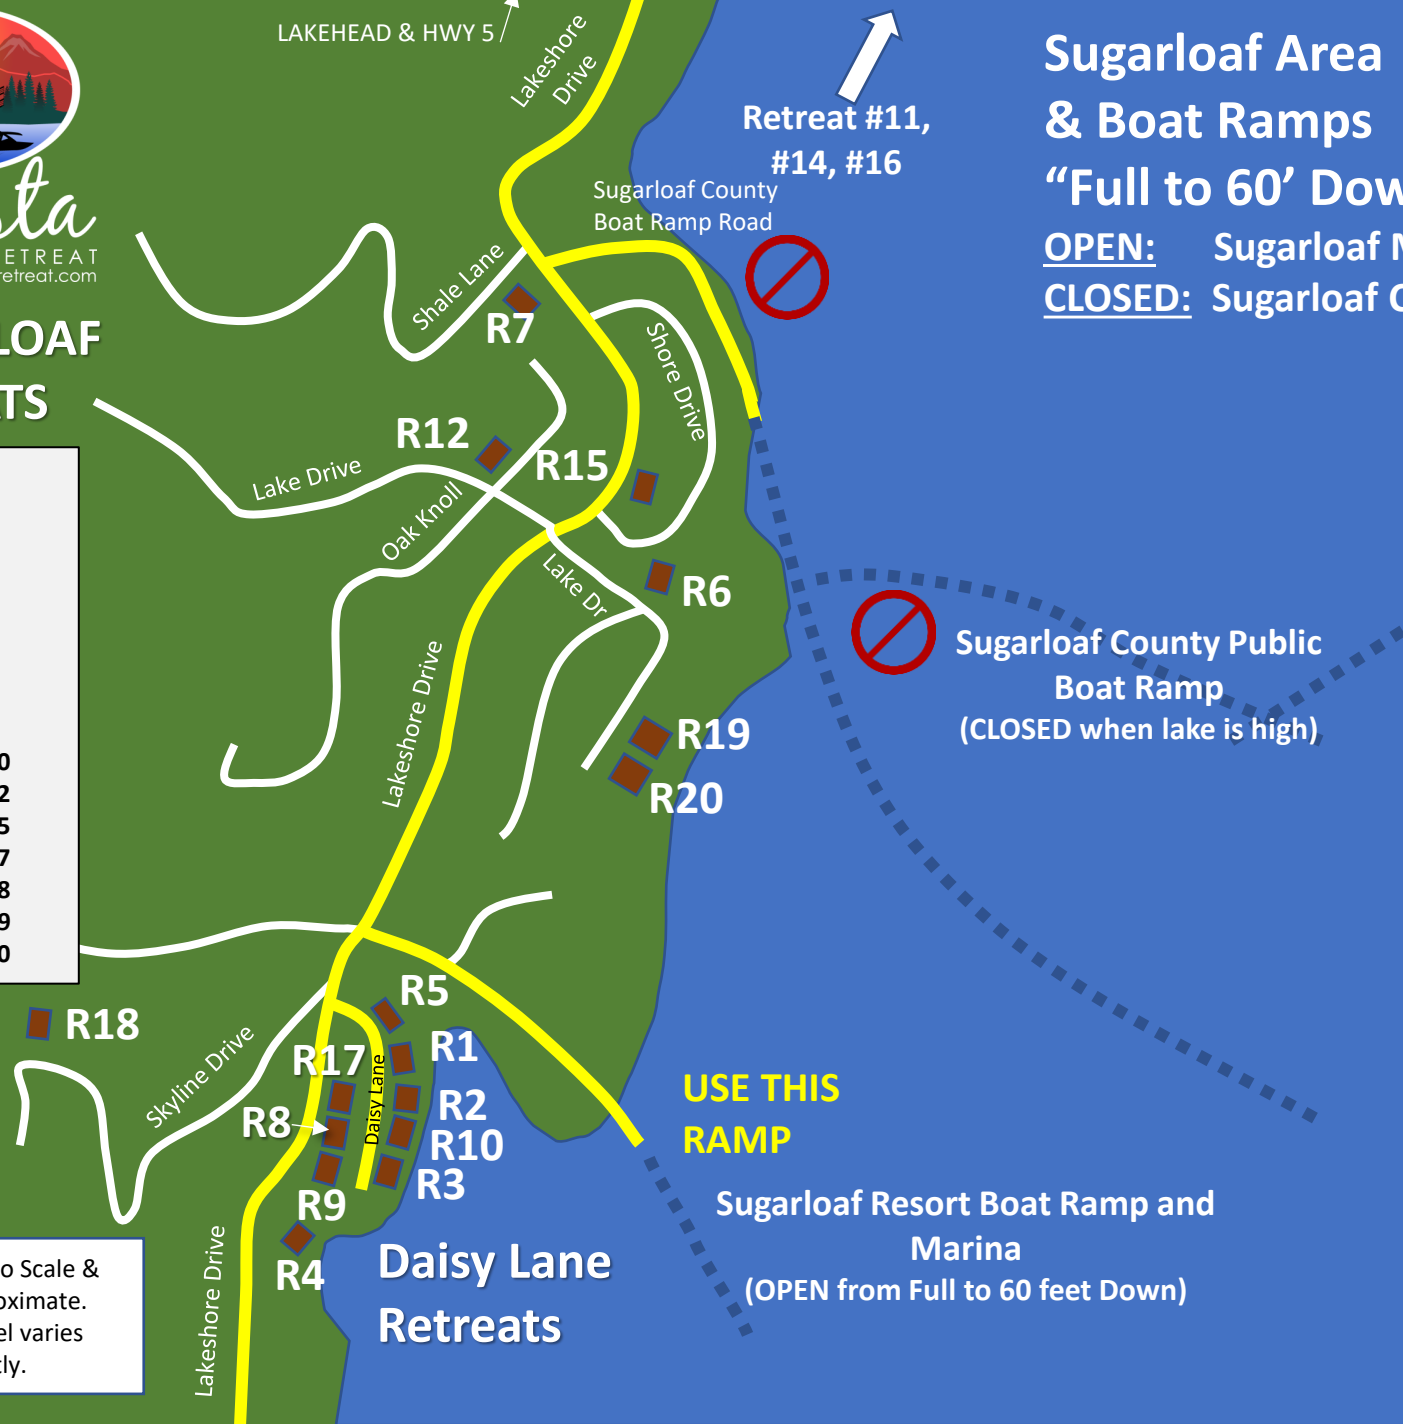 LAKEHEAD & HWY 5
Lakeshore
Drive
Retreat #11,
#14, #16
Sugarloaf Area
& Boat Ramps
“Full to 60’ Dow
OPEN: Sugarloaf M
CLOSED: Sugarloaf C
sta
ETREAT
retreat.com
LOAF
ATS
Sugarloaf County
Boat Ramp Road
Shale Lane
R7
Shore Drive
R12
R15
Lake Drive
Oak Knoll
Lake Dr
R6
Lakeshore Drive
Sugarloaf County Public
Boat Ramp
(CLOSED when lake is high)
R19
R20
0
2
5
7
8
9
0
R18
Skyline Drive
R5
R17
R1
Daisy Lane
R8
R2
R10
R3
R9
R4
USE THIS
RAMP
Sugarloaf Resort Boat Ramp and
Marina
(OPEN from Full to 60 feet Down)
Daisy Lane
Retreats
Lakeshore Drive
o Scale &
oximate.
el varies
tly.